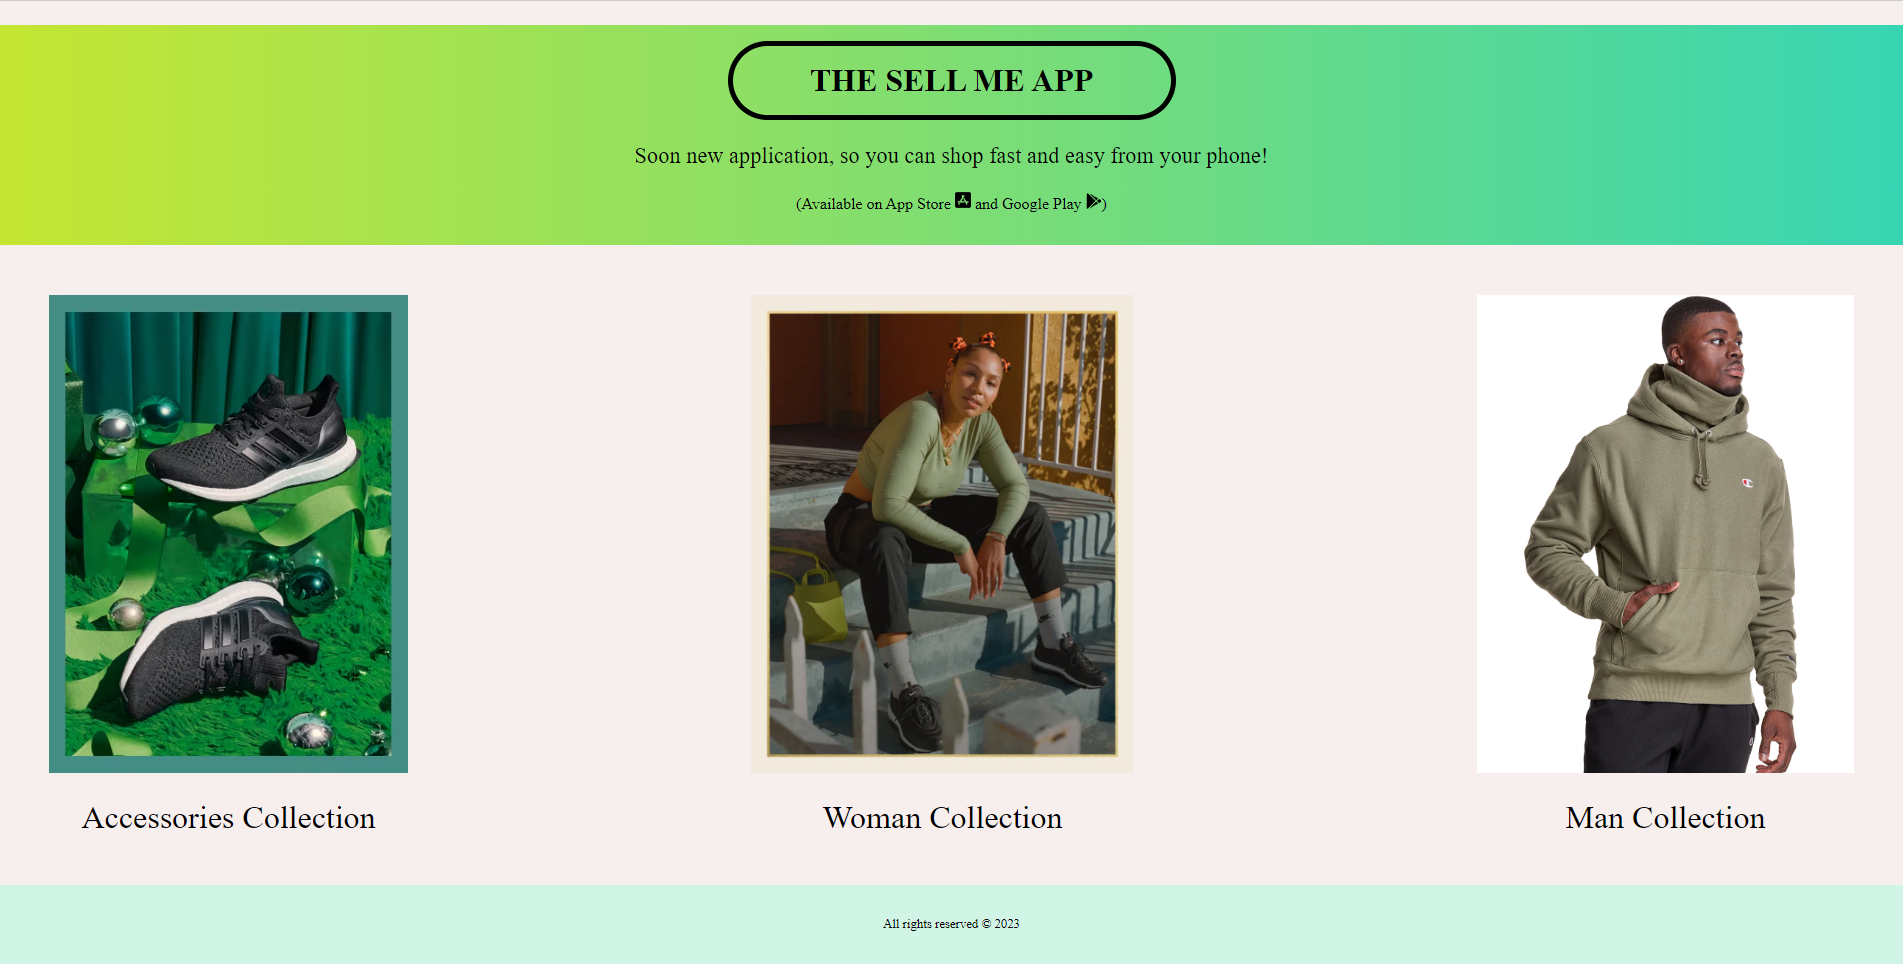 THE SELL ME APP
Soon new application, so you can shop fast and easy from your phone!
(Available on App Store and Google Play )
Accessories Collection
Woman Collection
Man Collection
All rights reserved © 2023